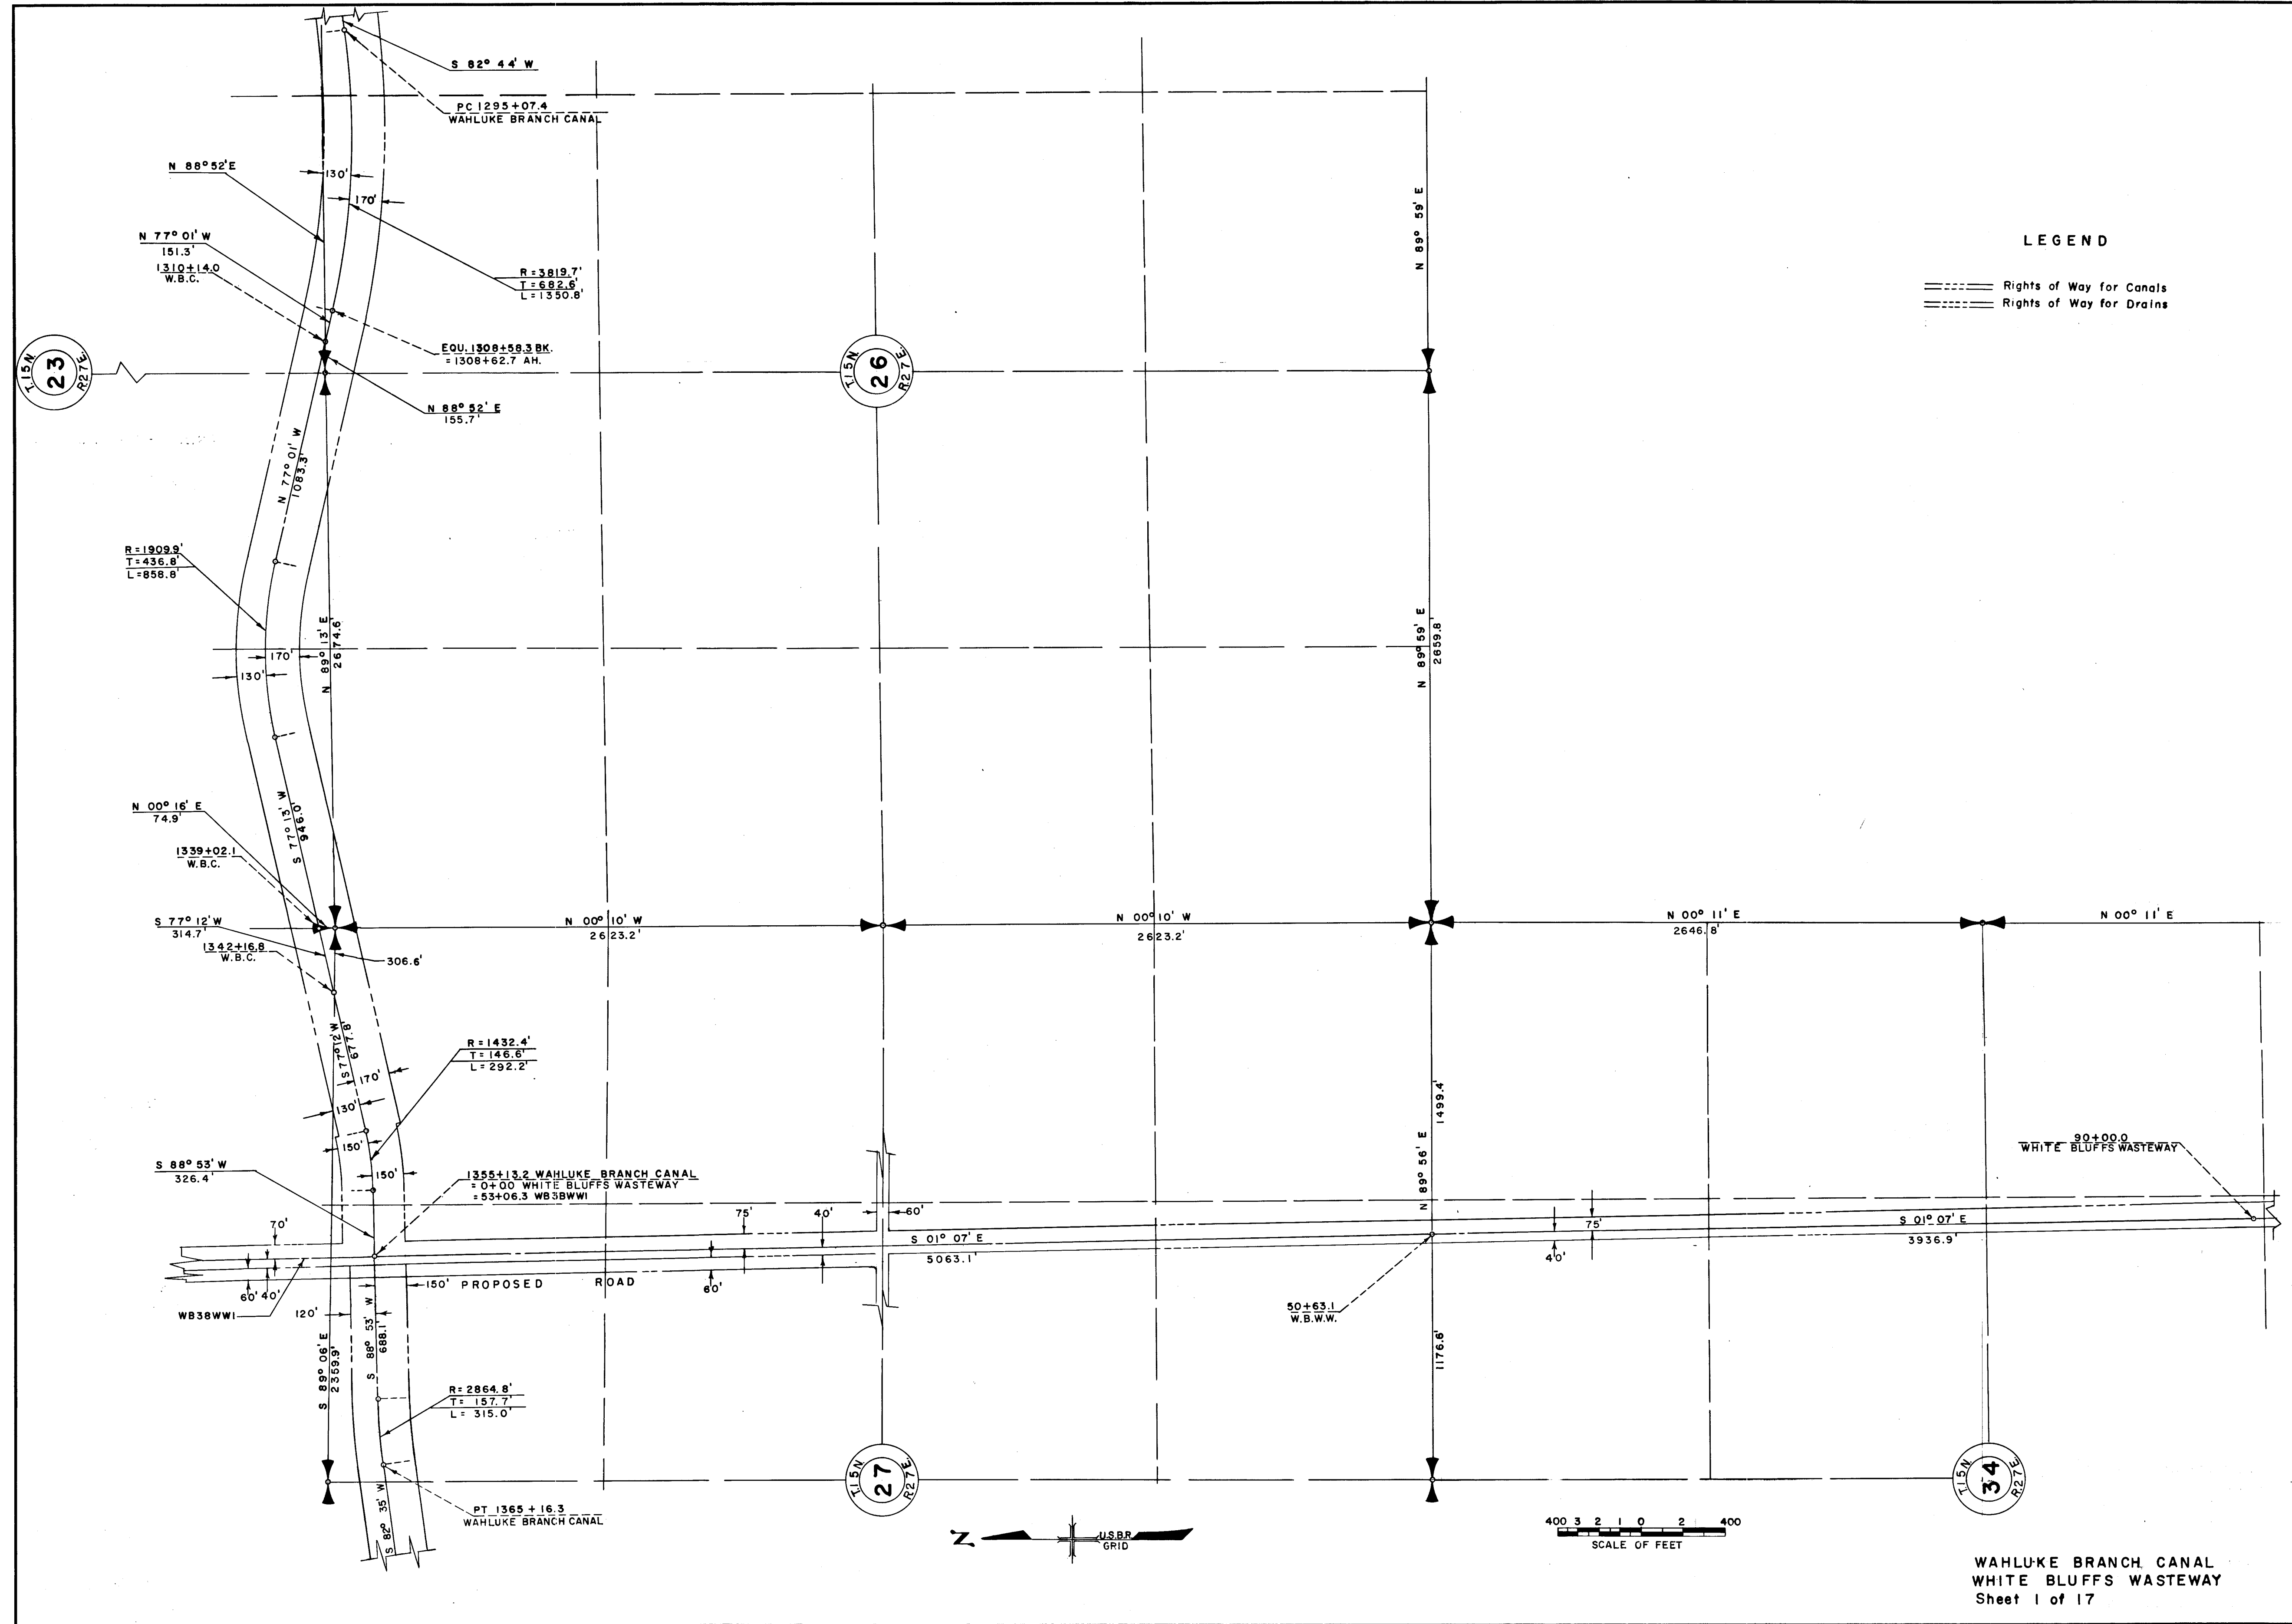 S 82° 44' W
PC 1295+07.4
WAHLUKE BRANCH CANAL
N 88° 52' E
130'
170'
N 77° 01' W
151.3'
1310+14.0
W.B.C.
R = 3819.7'
T = 682.6'
L = 1350.8'
N 89° 59' E
LEGEND
Rights of Way for Canals
Rights of Way for Drains
EQU. 1308+58.3 BK.
= 1308+62.7 AH.
T.15N.
23
R27E.
T.15N.
26
R.27E.
N 88° 52' E
155.7'
N 77° 01' W
1083.3'
R = 1909.9'
T = 436.8'
L = 858.8'
N 89° 13' E
2674.6'
170'
130'
N 89° 59' E
2659.8'
N 00° 16' E
74.9'
S 77° 13' W
946.0'
1339+02.1
W.B.C.
S 77° 12' W
314.7'
1342+16.8
W.B.C.
306.6'
N 00° 10' W
2623.2'
N 00° 10' W
2623.2'
N 00° 11' E
2646.8'
N 00° 11' E
S 77° 12' W
677.8'
R = 1432.4'
T = 146.6'
L = 292.2'
170'
130'
150'
150'
1499.4'
N 89° 56' E
90+00.0
WHITE BLUFFS WASTEWAY
S 88° 53' W
326.4'
1355+13.2 WAHLUKE BRANCH CANAL
= 0+00 WHITE BLUFFS WASTEWAY
= 53+06.3 WB38WW1
70'
75'
40'
60'
S 01° 07' E
5063.1'
75'
40'
S 01° 07' E
3936.9'
60' 40'
150' PROPOSED ROAD
60'
WB38WW1
120'
50+63.1
W.B.W.W.
S 88° 53' W
688.1'
S 89° 06' E
2359.9'
1176.6'
R = 2864.8'
T = 157.7'
L = 315.0'
T.15N.
27
R.27E.
T.15N.
34
R.27E.
S 82° 35' W
PT 1365 + 16.3
WAHLUKE BRANCH CANAL
N
U.S.B.R.
GRID
400 3 2 1 0 2 400
SCALE OF FEET
WAHLUKE BRANCH CANAL
WHITE BLUFFS WASTEWAY
Sheet 1 of 17